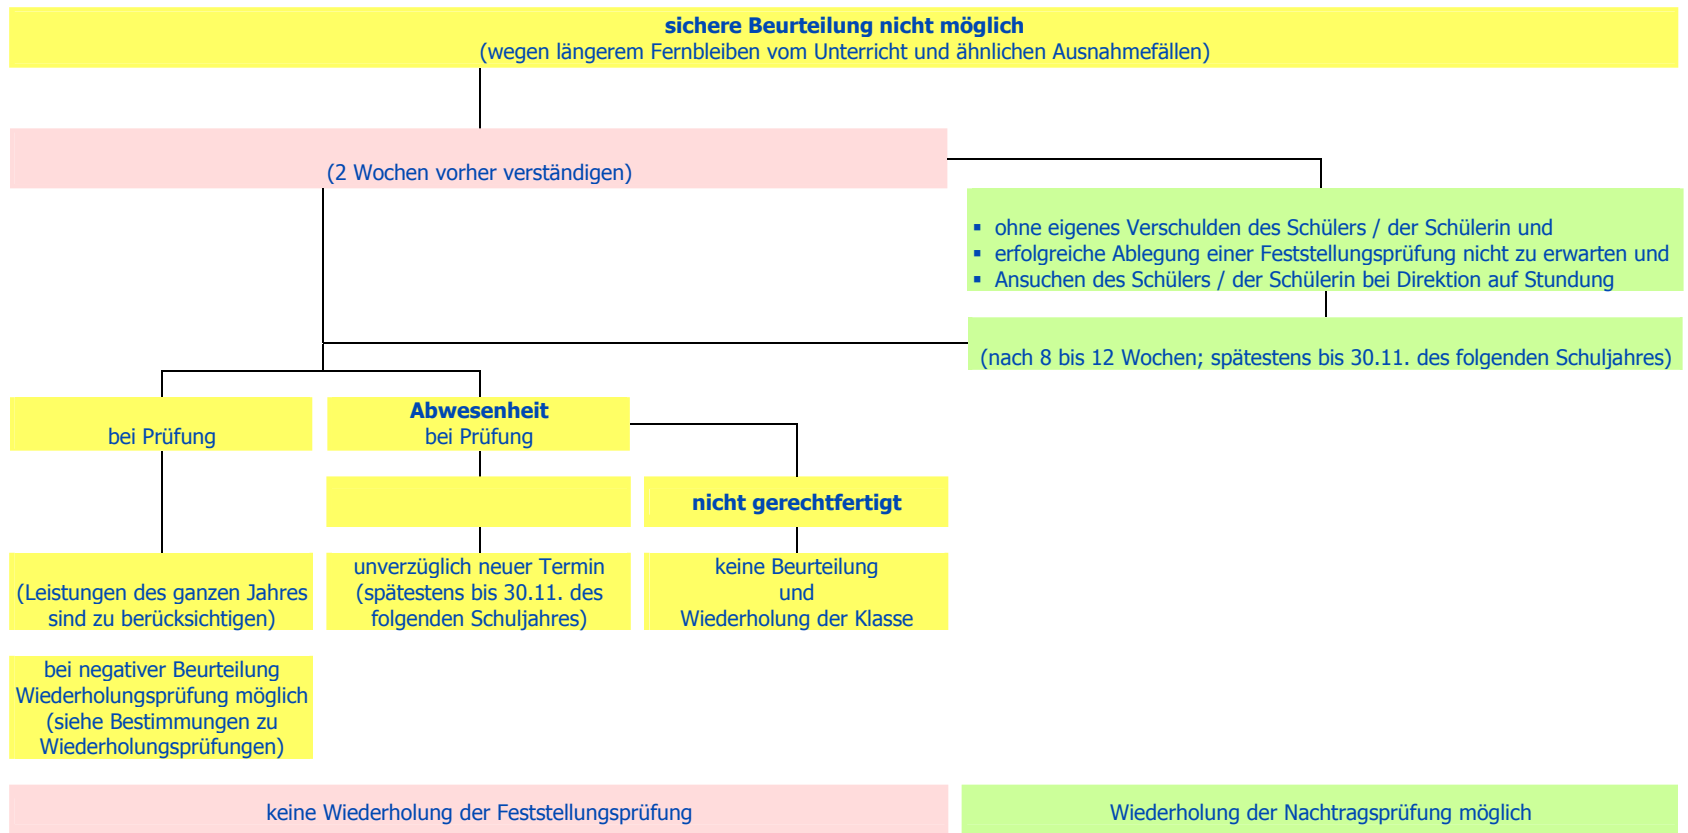 sichere Beurteilung nicht möglich
(wegen längerem Fernbleiben vom Unterricht und ähnlichen Ausnahmefällen)
(2 Wochen vorher verständigen)
▪ ohne eigenes Verschulden des Schülers / der Schülerin und
▪ erfolgreiche Ablegung einer Feststellungsprüfung nicht zu erwarten und
▪ Ansuchen des Schülers / der Schülerin bei Direktion auf Stundung
(nach 8 bis 12 Wochen; spätestens bis 30.11. des folgenden Schuljahres)
bei Prüfung
Abwesenheit
bei Prüfung
nicht gerechtfertigt
(Leistungen des ganzen Jahres
sind zu berücksichtigen)
unverzüglich neuer Termin
(spätestens bis 30.11. des
folgenden Schuljahres)
keine Beurteilung
und
Wiederholung der Klasse
bei negativer Beurteilung
Wiederholungsprüfung möglich
(siehe Bestimmungen zu
Wiederholungsprüfungen)
keine Wiederholung der Feststellungsprüfung
Wiederholung der Nachtragsprüfung möglich